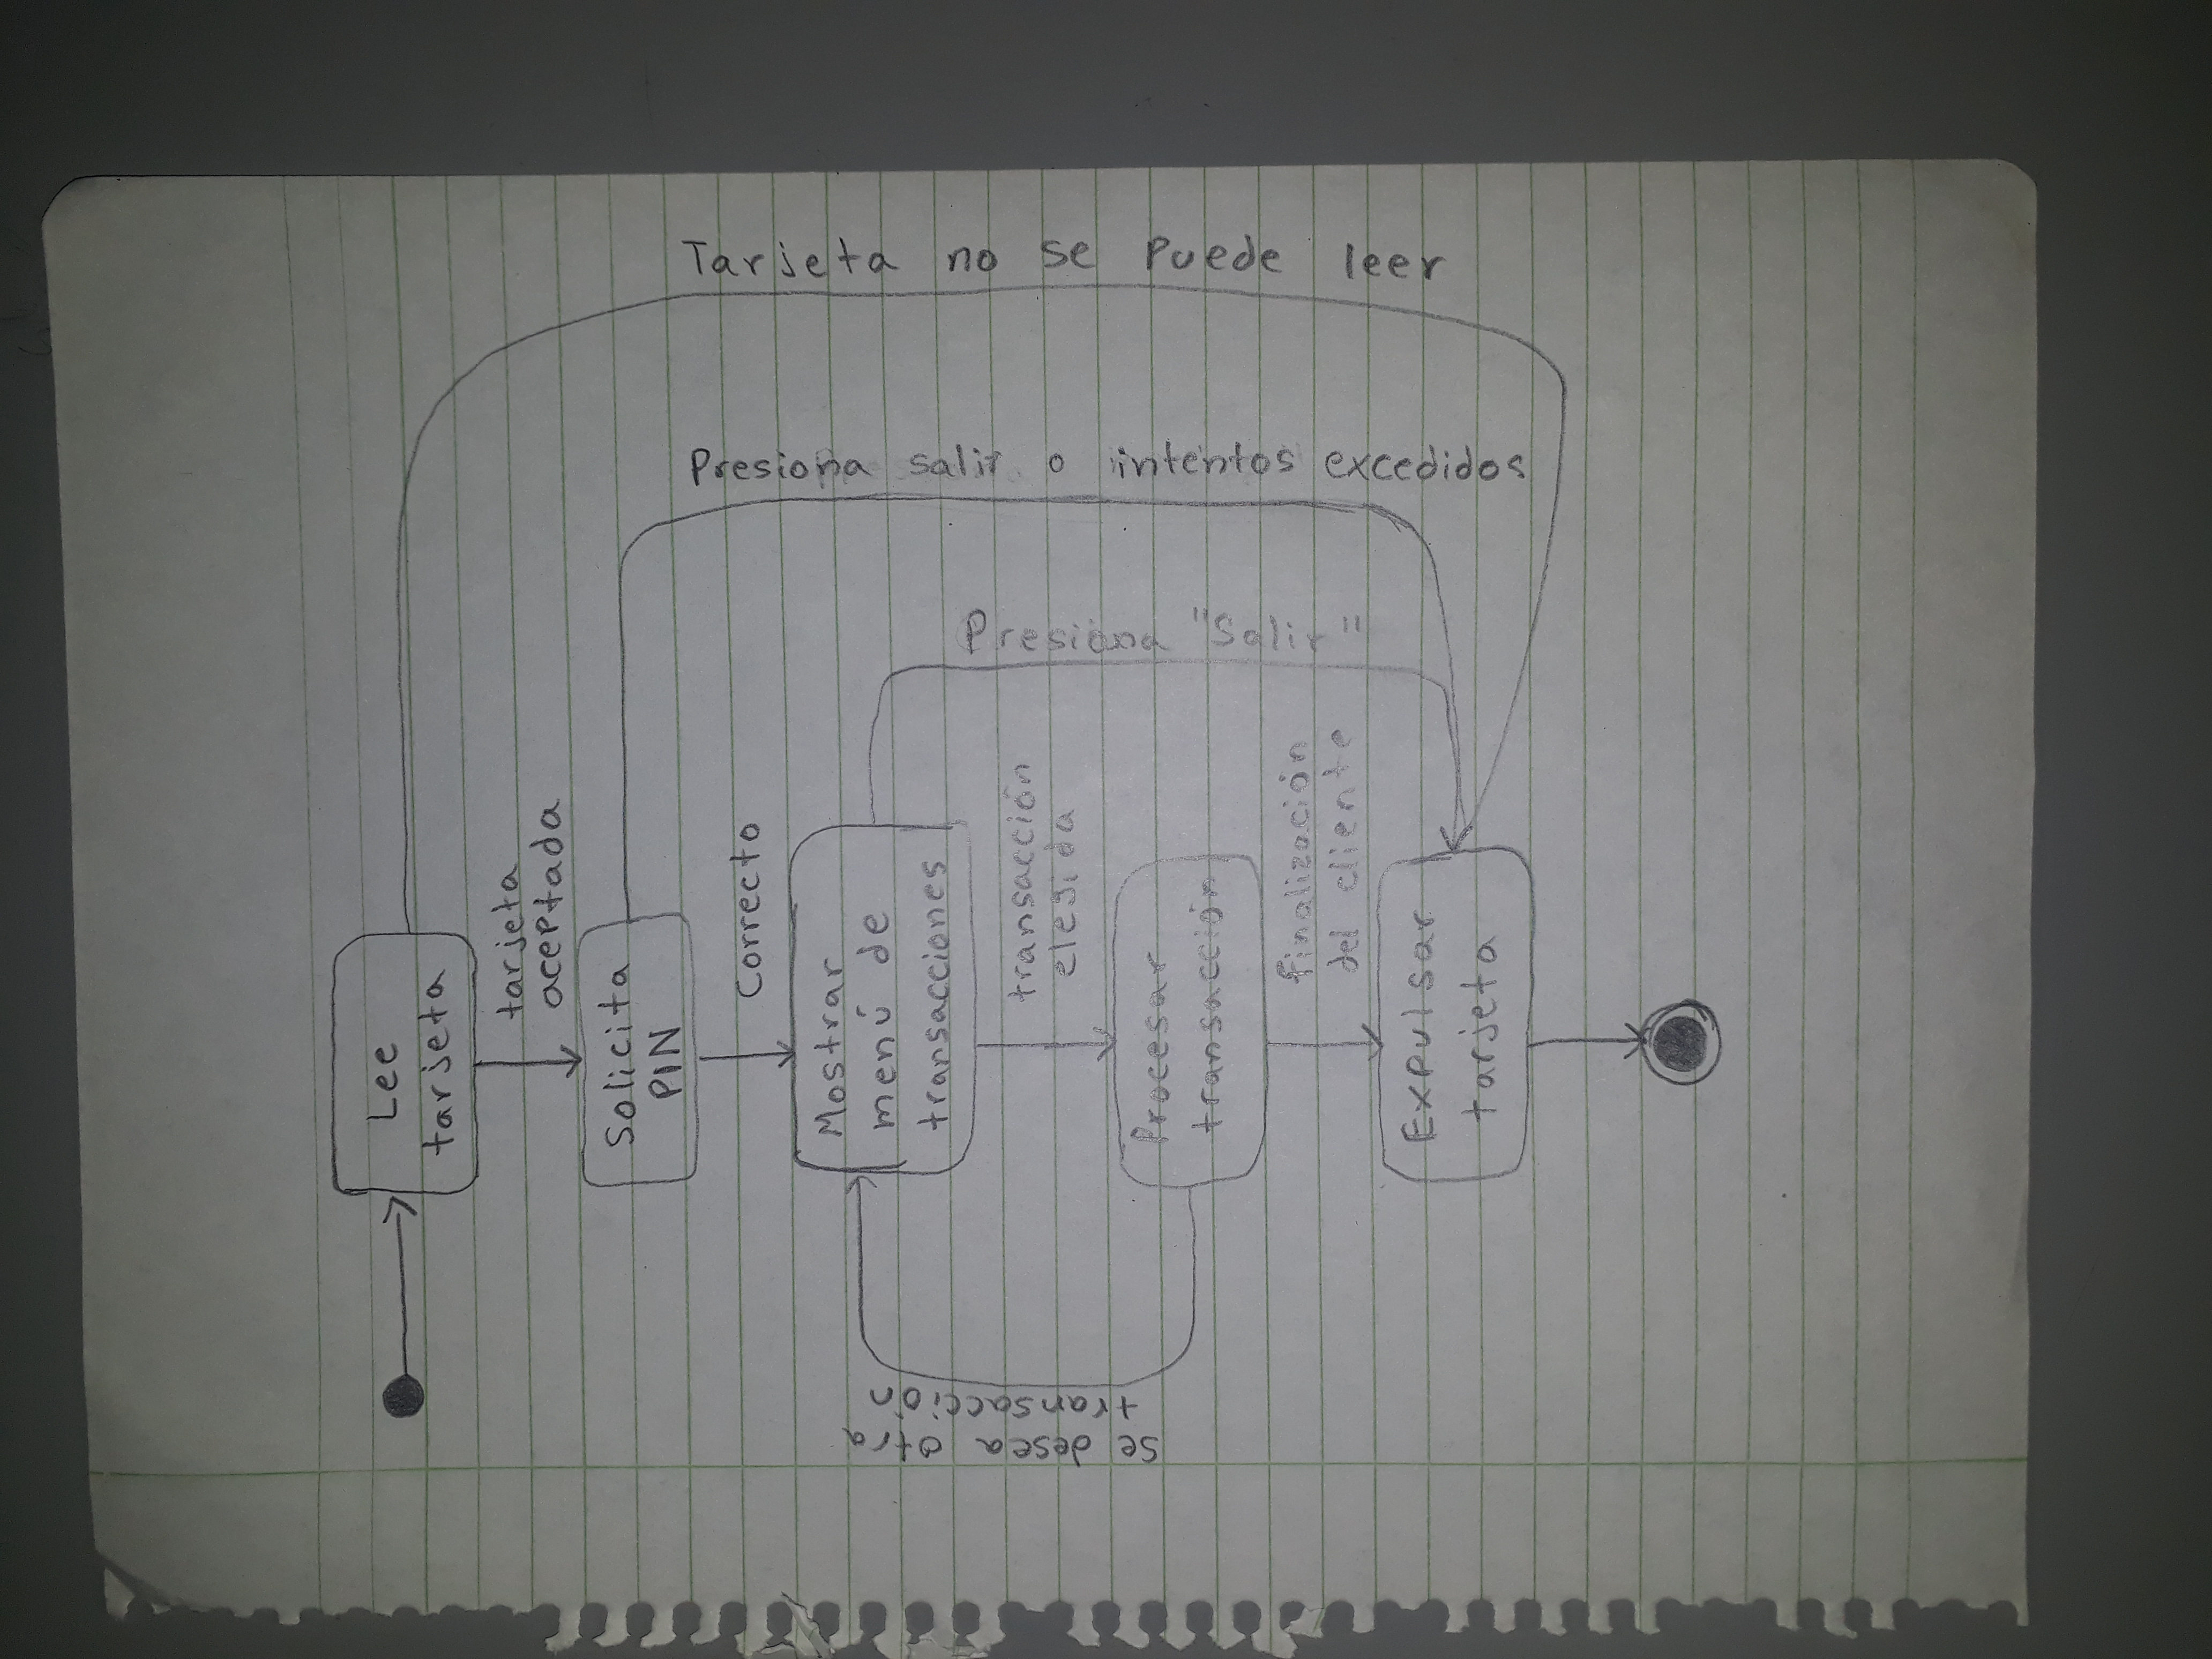 Lee
tarjeta
tarjeta
aceptada
Solicita
PIN
Correcto
Mostrar
menú de
transacciones
transacción
elegida
Procesar
transacción
finalización
del cliente
Expulsar
tarjeta
Se desea otra
transacción
Presiona "Salir"
Presiona salir o intentos excedidos
Tarjeta no se puede leer